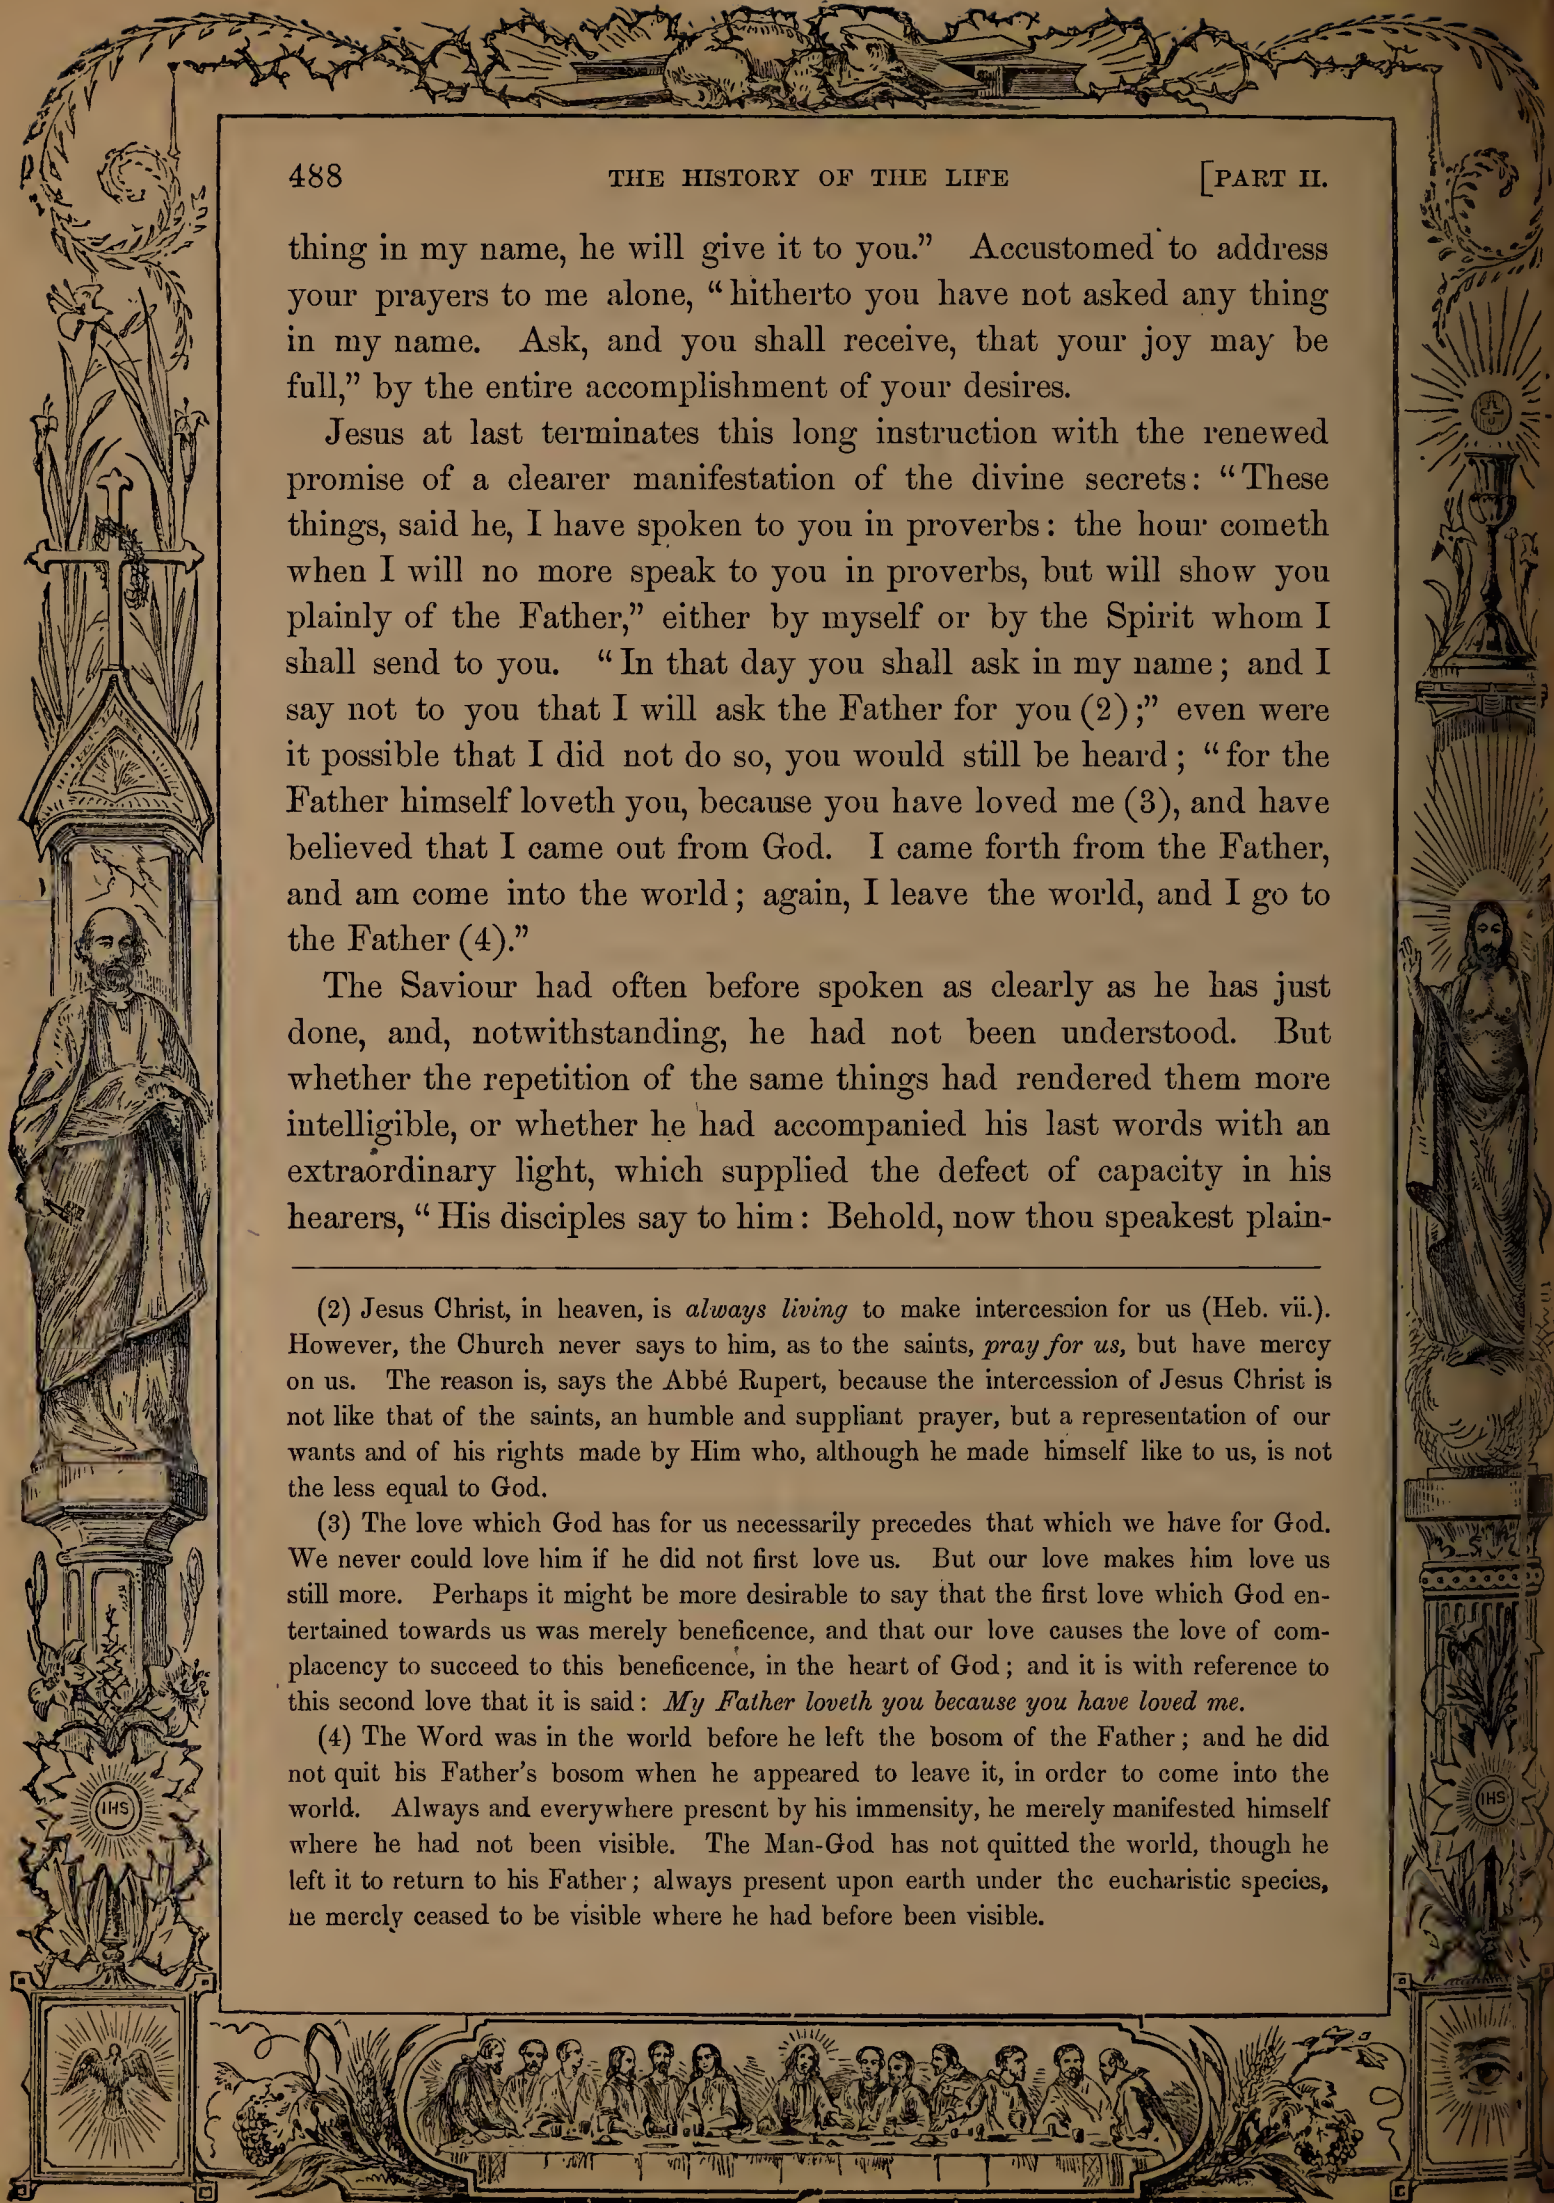 488 THE HISTORY OF THE LIFE [PART II.
thing in my name, he will give it to you.” Accustomed to address
your prayers to me alone, “hitherto you have not asked any thing
in my name. Ask, and you shall receive, that your joy may be
full,” by the entire accomplishment of your desires.
Jesus at last terminates this long instruction with the renewed
promise of a clearer manifestation of the divine secrets: “These
things, said he, I have spoken to you in proverbs: the hour cometh
when I will no more speak to you in proverbs, but will show you
plainly of the Father,” either by myself or by the Spirit whom I
shall send to you. “In that day you shall ask in my name; and I
say not to you that I will ask the Father for you (2);” even were
it possible that I did not do so, you would still be heard; “for the
Father himself loveth you, because you have loved me (3), and have
believed that I came out from God. I came forth from the Father,
and am come into the world; again, I leave the world, and I go to
the Father (4).”
The Saviour had often before spoken as clearly as he has just
done, and, notwithstanding, he had not been understood. But
whether the repetition of the same things had rendered them more
intelligible, or whether he had accompanied his last words with an
extraordinary light, which supplied the defect of capacity in his
hearers, “His disciples say to him: Behold, now thou speakest plain-
(2) Jesus Christ, in heaven, is always living to make intercession for us (Heb. vii.).
However, the Church never says to him, as to the saints, pray for us, but have mercy
on us. The reason is, says the Abbé Rupert, because the intercession of Jesus Christ is
not like that of the saints, an humble and suppliant prayer, but a representation of our
wants and of his rights made by Him who, although he made himself like to us, is not
the less equal to God.
(3) The love which God has for us necessarily precedes that which we have for God.
We never could love him if he did not first love us. But our love makes him love us
still more. Perhaps it might be more desirable to say that the first love which God en-
tertained towards us was merely beneficence, and that our love causes the love of com-
placency to succeed to this beneficence, in the heart of God; and it is with reference to
this second love that it is said: My Father loveth you because you have loved me.
(4) The Word was in the world before he left the bosom of the Father; and he did
not quit his Father’s bosom when he appeared to leave it, in order to come into the
world. Always and everywhere present by his immensity, he merely manifested himself
where he had not been visible. The Man-God has not quitted the world, though he
left it to return to his Father; always present upon earth under the eucharistic species,
he merely ceased to be visible where he had before been visible.
IHS
IHS